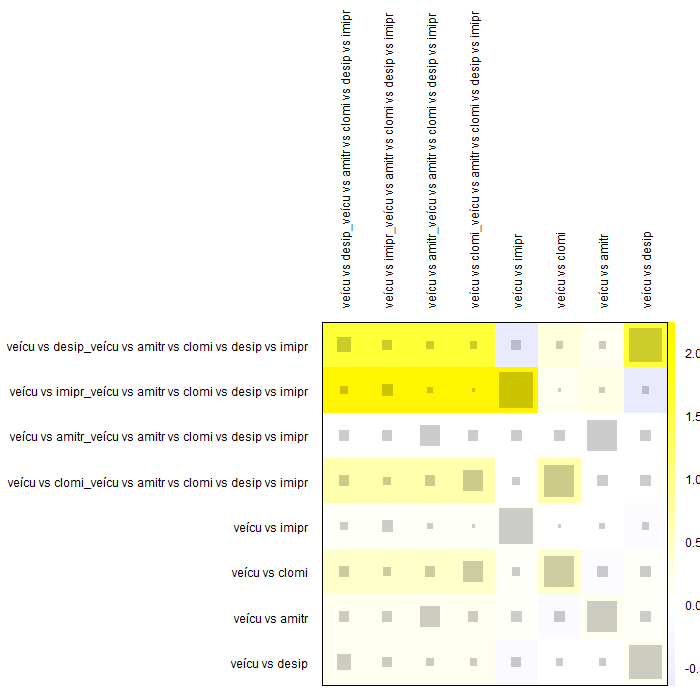 veícu vs desip_veícu vs amitr vs clomi vs desip vs imipr
veícu vs imipr_veícu vs amitr vs clomi vs desip vs imipr
veícu vs amitr_veícu vs amitr vs clomi vs desip vs imipr
veícu vs clomi_veícu vs amitr vs clomi vs desip vs imipr
veícu vs imipr
veícu vs clomi
veícu vs amitr
veícu vs desip
veícu vs desip_veícu vs amitr vs clomi vs desip vs imipr
veícu vs imipr_veícu vs amitr vs clomi vs desip vs imipr
veícu vs amitr_veícu vs amitr vs clomi vs desip vs imipr
veícu vs clomi_veícu vs amitr vs clomi vs desip vs imipr
veícu vs imipr
veícu vs clomi
veícu vs amitr
veícu vs desip
2.0
1.5
1.0
0.5
0.0
-0.